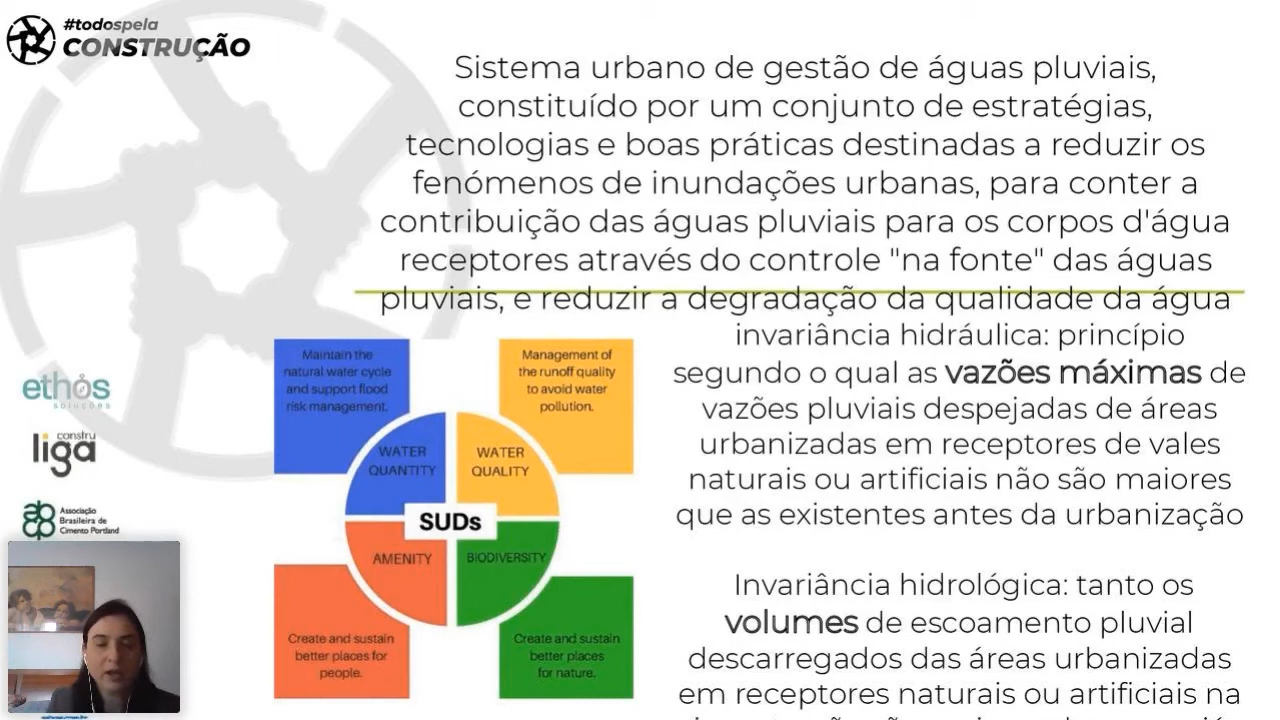 #todospela
CONSTRUÇÃO
Sistema urbano de gestão de águas pluviais,
constituído por um conjunto de estratégias,
tecnologias e boas práticas destinadas a reduzir os
fenómenos de inundações urbanas, para conter a
contribuição das águas pluviais para os corpos d'água
receptores através do controle "na fonte" das águas
pluviais, e reduzir a degradação da qualidade da água
invariância hidráulica: princípio
segundo o qual as vazões máximas de
vazões pluviais despejadas de áreas
urbanizadas em receptores de vales
naturais ou artificiais não são maiores
que as existentes antes da urbanização
Invariância hidrológica: tanto os
volumes de escoamento pluvial
descarregados das áreas urbanizadas
em receptores naturais ou artificiais na
Maintain the
natural water cycle
and support flood
risk management.
Management of
the runoff quality
to avoid water
pollution.
WATER
QUANTITY
WATER
QUALITY
SUDs
AMENITY
BIODIVERSITY
Create and sustain
better places for
people.
Create and sustain
better places
for nature.
ethos
soluções
constru
liga
abcp
Associação
Brasileira de
Cimento Portland